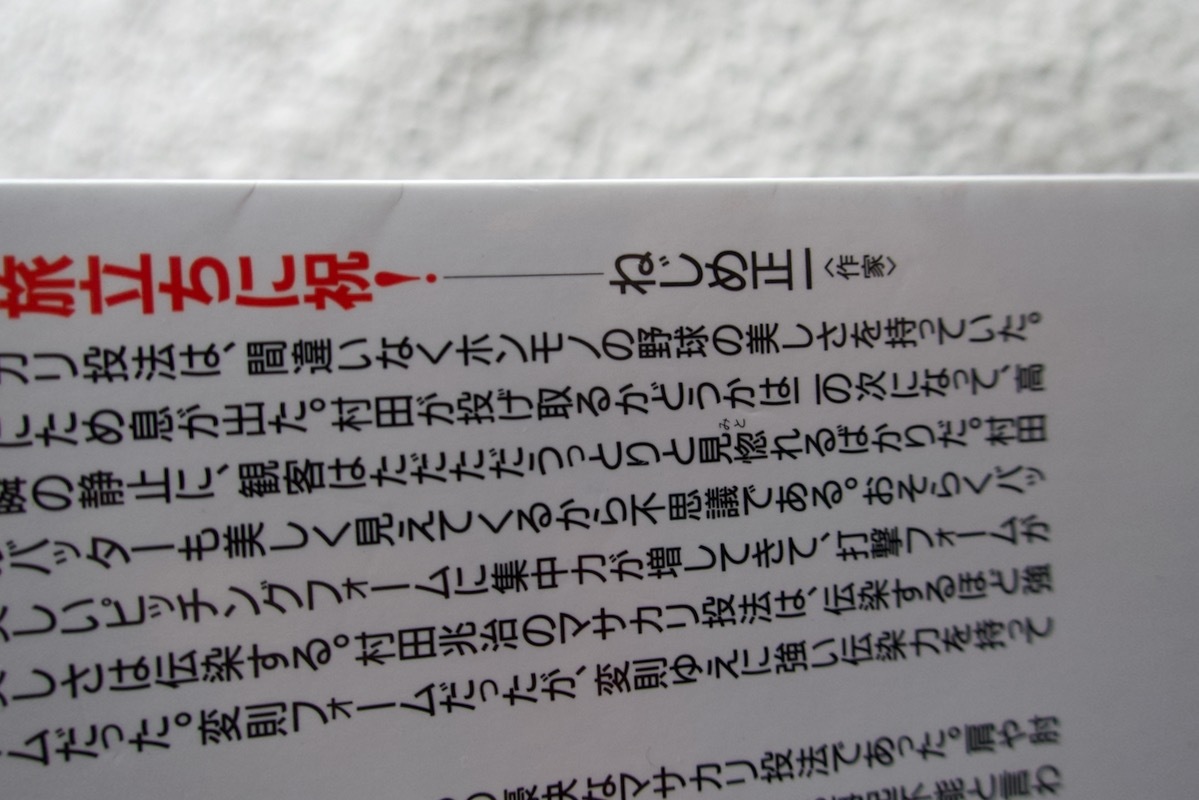 旅立ちに祝!――ねじめ正一〈作家〉
カリ投法は、間違いなくホンモノの野球の美しさを持っていた。
にため息が出た。村田が投げ取るかどうかは二の次になって、高
瞬の静止に、観客はただただうっとりと見惚れるばかりだ。村田
みと
バッターも美しく見えてくるから不思議である。おそらくバッ
しいピッチングフォームに集中力が増してきて、打撃フォームが
しさは伝染する。村田兆治のマサカリ投法は、伝染するほど強
ムだった。変則フォームだったが、変則ゆえに強い伝染力を持って
なマサカリ投法であった。肩や肘
不能と言わ